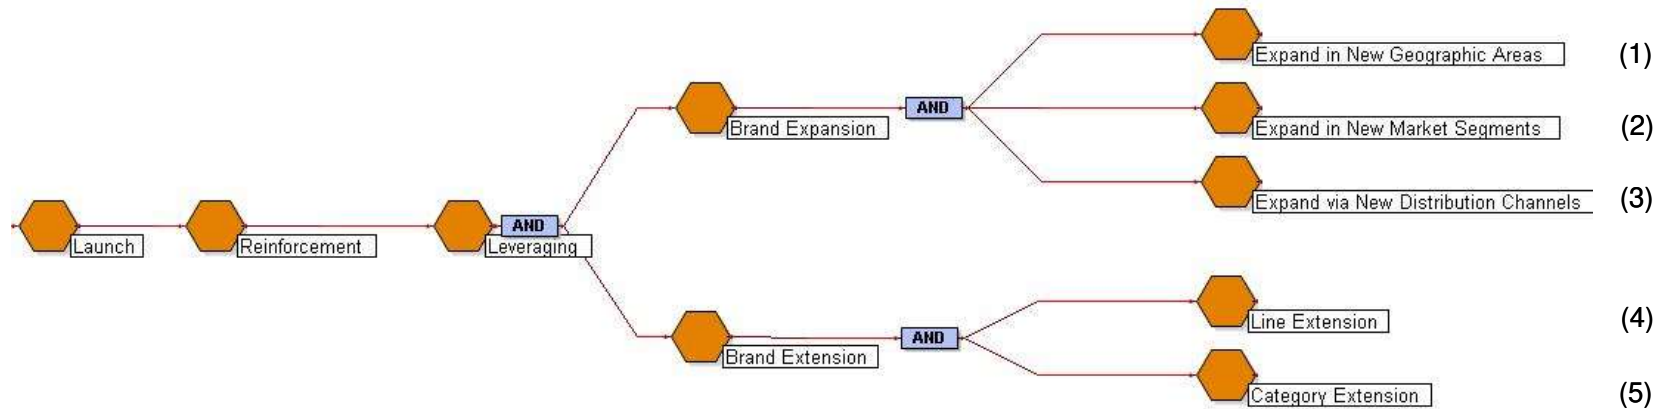 Expand in New Geographic Areas (1)
AND
Brand Expansion
Expand in New Market Segments (2)
Expand via New Distribution Channels (3)
AND
Launch
Reinforcement
Leveraging
Line Extension (4)
AND
Brand Extension
Category Extension (5)